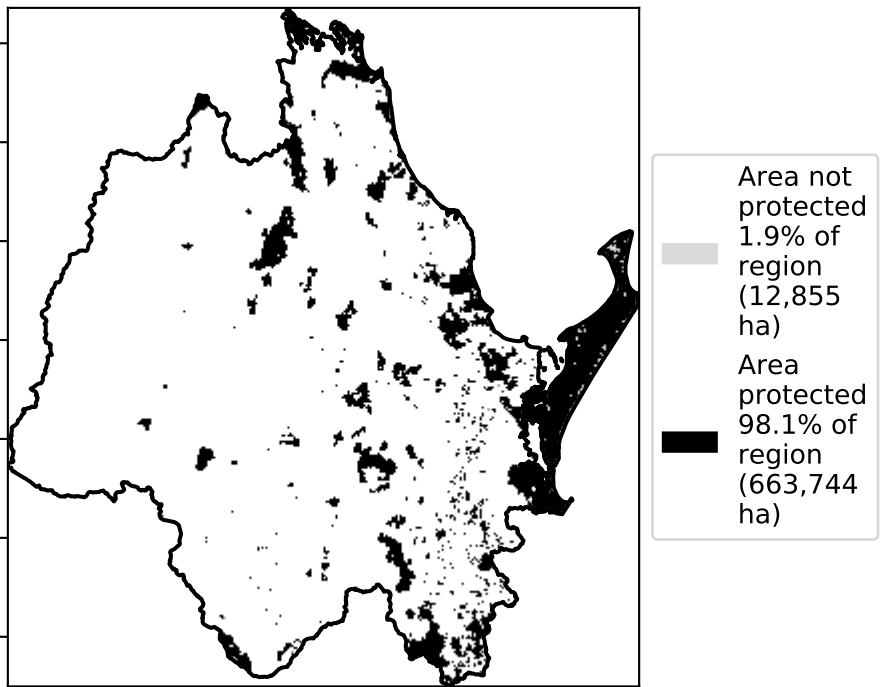 Area not
protected
1.9% of
region
(12,855
ha)
Area
protected
98.1% of
region
(663,744
ha)